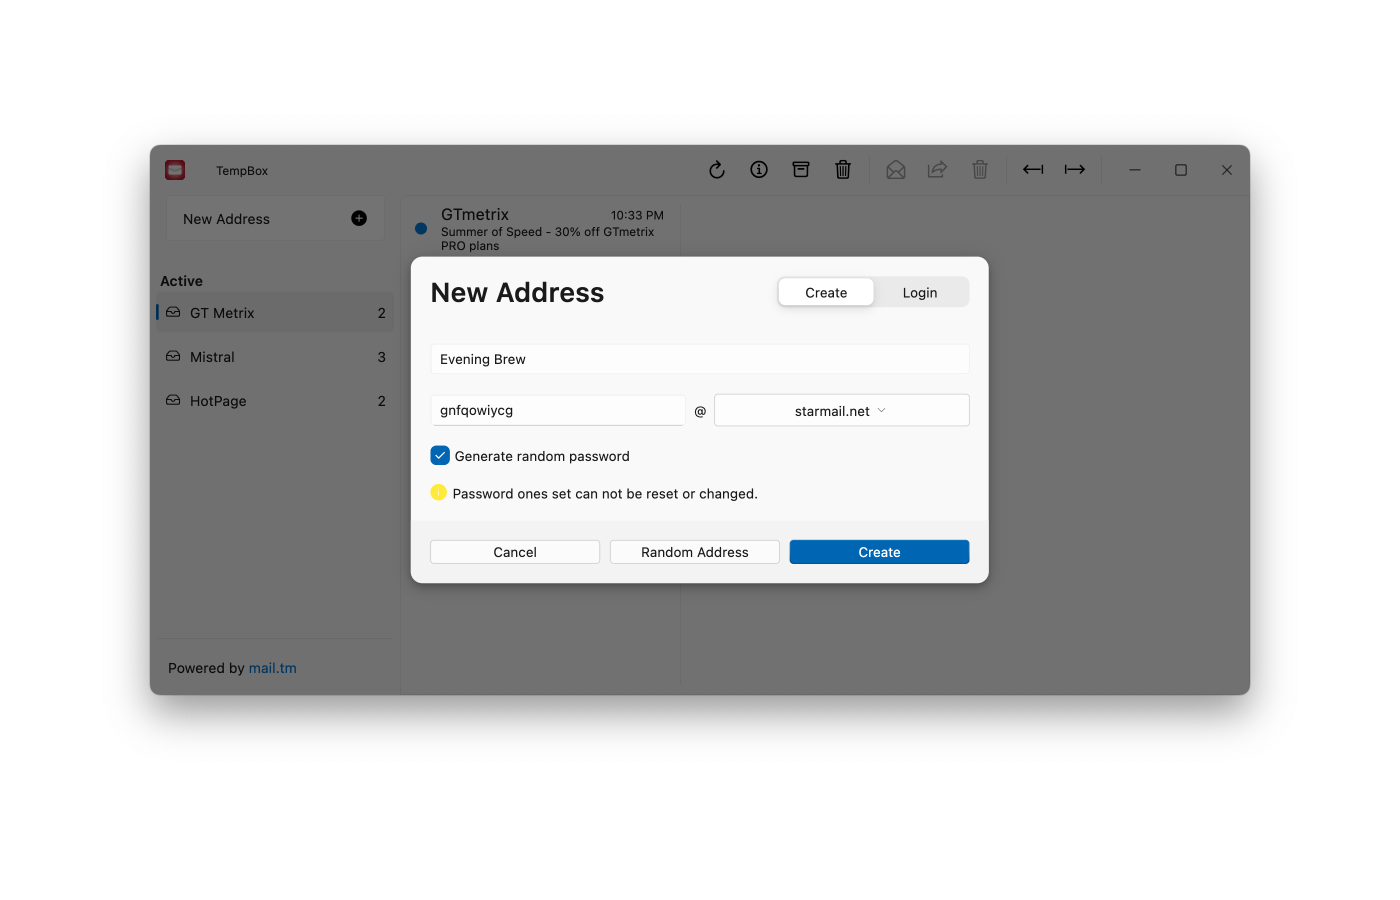 TempBox
New Address
GTmetrix 10:33 PM
Summer of Speed - 30% off GTmetrix
PRO plans
Active
GT Metrix 2
Mistral 3
HotPage 2
Powered by mail.tm
New Address
Create Login
Evening Brew
gnfqowiycg @ starmail.net
Generate random password
Password ones set can not be reset or changed.
Cancel Random Address Create